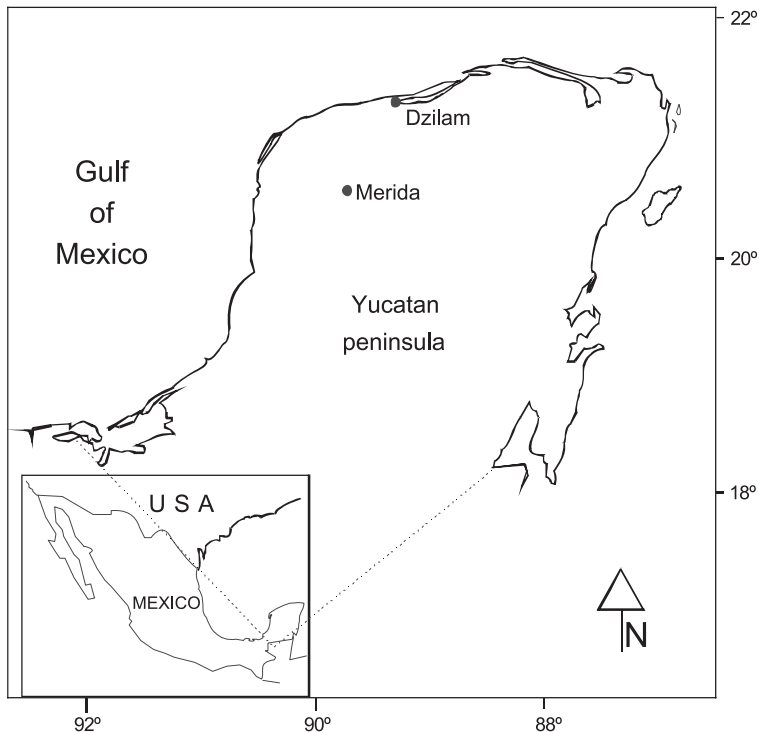 22º
Dzilam
Gulf
of
Mexico
Merida
20º
Yucatan
peninsula
U S A
18º
MEXICO
N
92º
90º
88º